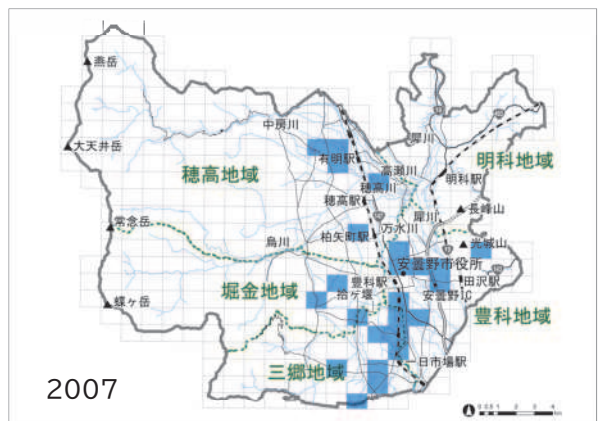 燕岳
中房川
犀川
大天井岳
有明駅
高瀬川
明科地域
穂高地域
穂高川
明科駅
穂高駅
長峰山
常念岳
万水川
犀川
柏矢町駅
光城山
烏川
安曇野市役所
豊科駅
田沢駅
堀金地域
拾ケ堰
安曇野IC
蝶ヶ岳
豊科地域
一日市場駅
三郷地域
2007